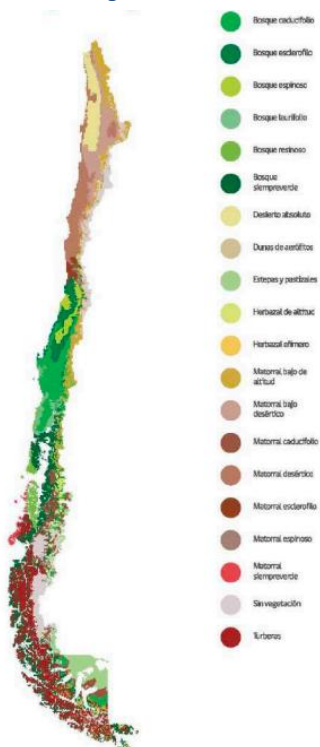 Bosque caducifolio
Bosque esclerofilo
Bosque espinoso
Bosque laurifolio
Bosque resinoso
Bosque
siempreverde
Desierto absoluto
Dunas de aerófitos
Estepas y pastizales
Herbazal de altitud
Herbazal efímero
Matorral bajo de
altitud
Matorral bajo
desértico
Matorral caducifolio
Matorral desértico
Matorral esclerofilo
Matorral espinoso
Matorral
siempreverde
Sin vegetación
Turberas